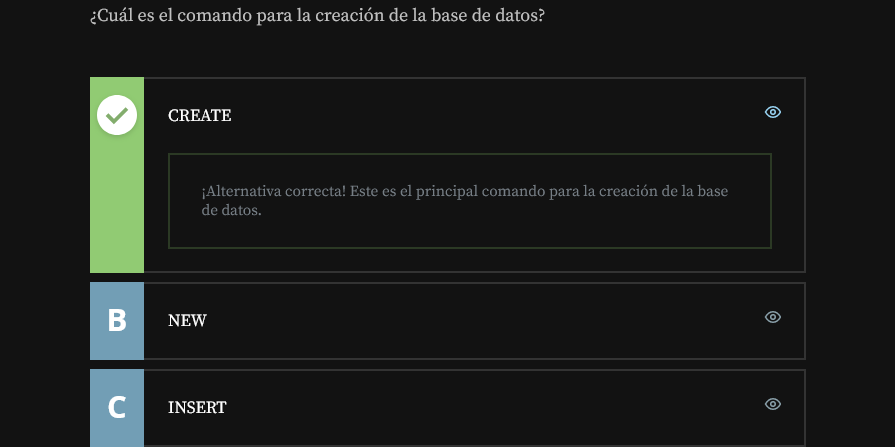 ¿Cuál es el comando para la creación de la base de datos?
CREATE
¡Alternativa correcta! Este es el principal comando para la creación de la base
de datos.
B
NEW
C
INSERT